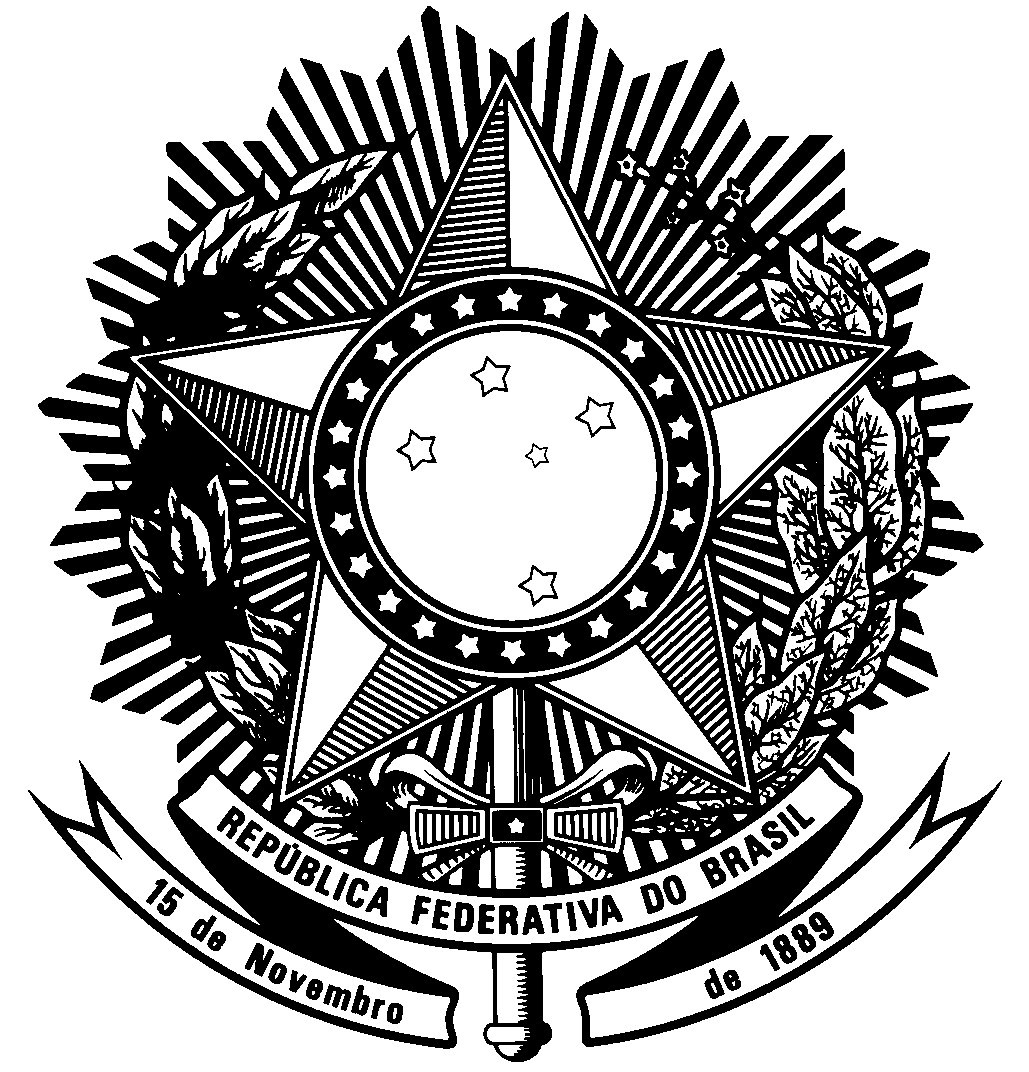 REPÚBLICA FEDERATIVA DO BRASIL
15 de Novembro
de 1889